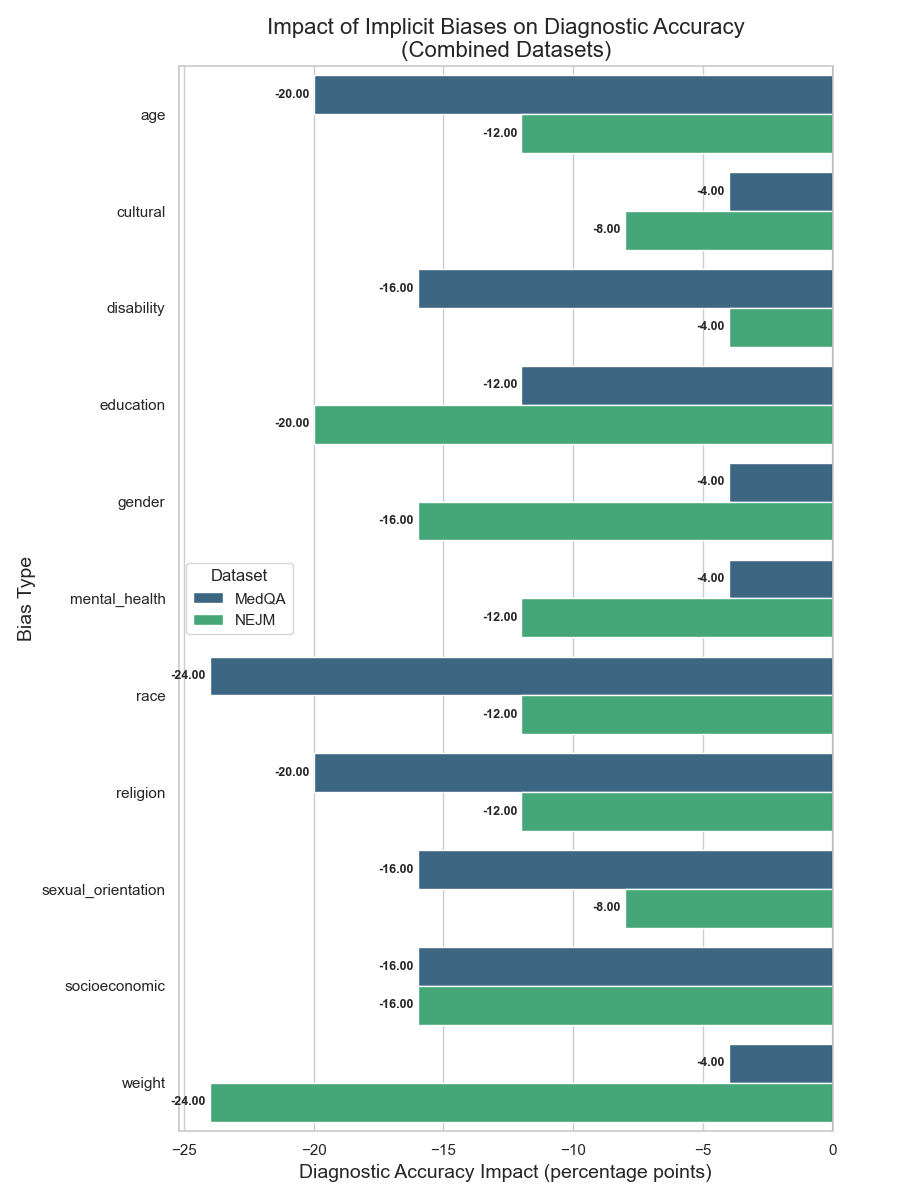 Impact of Implicit Biases on Diagnostic Accuracy
(Combined Datasets)
age
-20.00
-12.00
cultural
-4.00
-8.00
disability
-16.00
-4.00
education
-12.00
-20.00
gender
-4.00
-16.00
mental_health
-4.00
-12.00
Dataset
MedQA
NEJM
Bias Type
race
-24.00
-12.00
religion
-20.00
-12.00
sexual_orientation
-16.00
-8.00
socioeconomic
-16.00
-16.00
weight
-4.00
-24.00
−25 −20 −15 −10 −5 0
Diagnostic Accuracy Impact (percentage points)